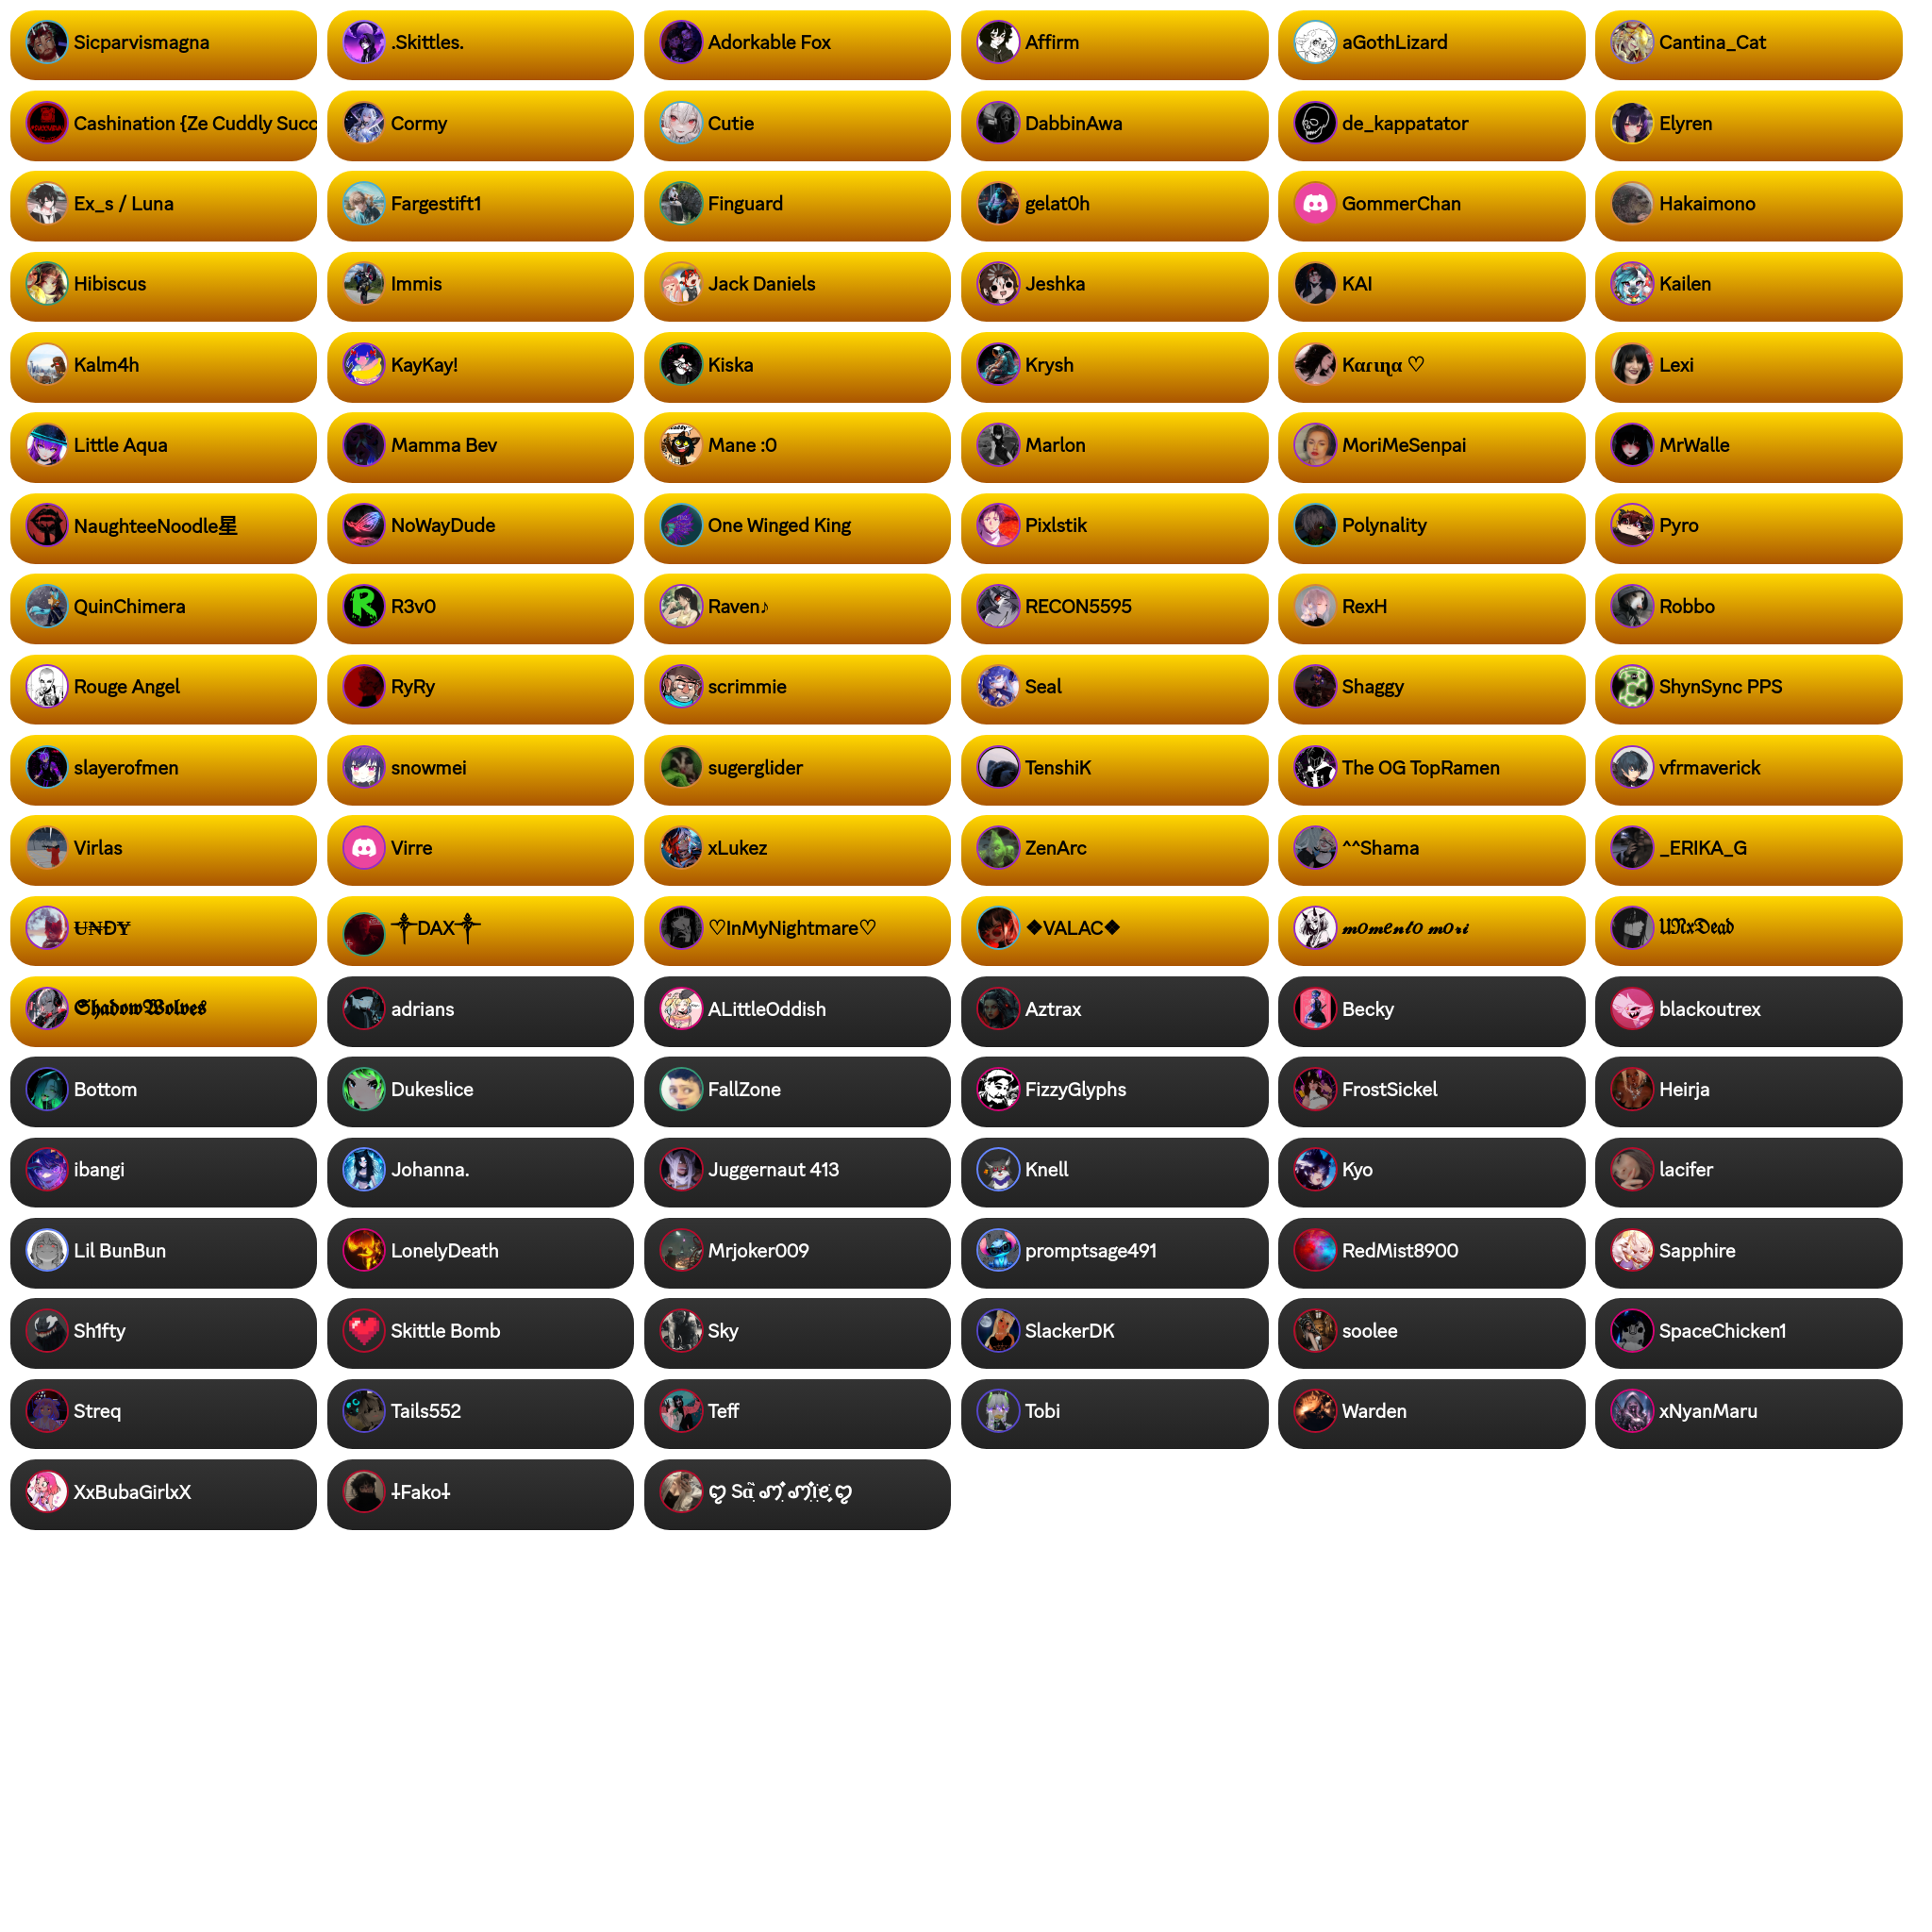 Sicparvismagna
.Skittles.
Adorkable Fox
Affirm
aGothLizard
Cantina_Cat
Cashination {Ze Cuddly Succ
Cormy
Cutie
DabbinAwa
de_kappatator
Elyren
Ex_s / Luna
Fargestift1
Finguard
gelat0h
GommerChan
Hakaimono
Hibiscus
Immis
Jack Daniels
Jeshka
KAI
Kailen
Kalm4h
KayKay!
Kiska
Krysh
Kαɾιɳα ♡
Lexi
Little Aqua
Mamma Bev
Mane :0
Marlon
MoriMeSenpai
MrWalle
NaughteeNoodle星
NoWayDude
One Winged King
Pixlstik
Polynality
Pyro
QuinChimera
R3v0
Raven♪
RECON5595
RexH
Robbo
Rouge Angel
RyRy
scrimmie
Seal
Shaggy
ShynSync PPS
slayerofmen
snowmei
sugerglider
TenshiK
The OG TopRamen
vfrmaverick
Virlas
Virre
xLukez
ZenArc
^^Shama
_ERIKA_G
U̶₦ĐɎ
⸸DAX⸸
♡InMyNightmare♡
❖VALAC❖
𝓶𝓸𝓶𝓮𝓷𝓽𝓸 𝓶𝓸𝓻𝓲
𝔘𝔑𝔵𝔇𝔢𝔞𝔡
𝕾𝖍𝖆𝖉𝖔𝖜𝖂𝖔𝖑𝖛𝖊𝖘
adrians
ALittleOddish
Aztrax
Becky
blackoutrex
Bottom
Dukeslice
FallZone
FizzyGlyphs
FrostSickel
Heirja
ibangi
Johanna.
Juggernaut 413
Knell
Kyo
lacifer
Lil BunBun
LonelyDeath
Mrjoker009
promptsage491
RedMist8900
Sapphire
Sh1fty
Skittle Bomb
Sky
SlackerDK
soolee
SpaceChicken1
Streq
Tails552
Teff
Tobi
Warden
xNyanMaru
XxBubaGirlxX
⸸Fako⸸